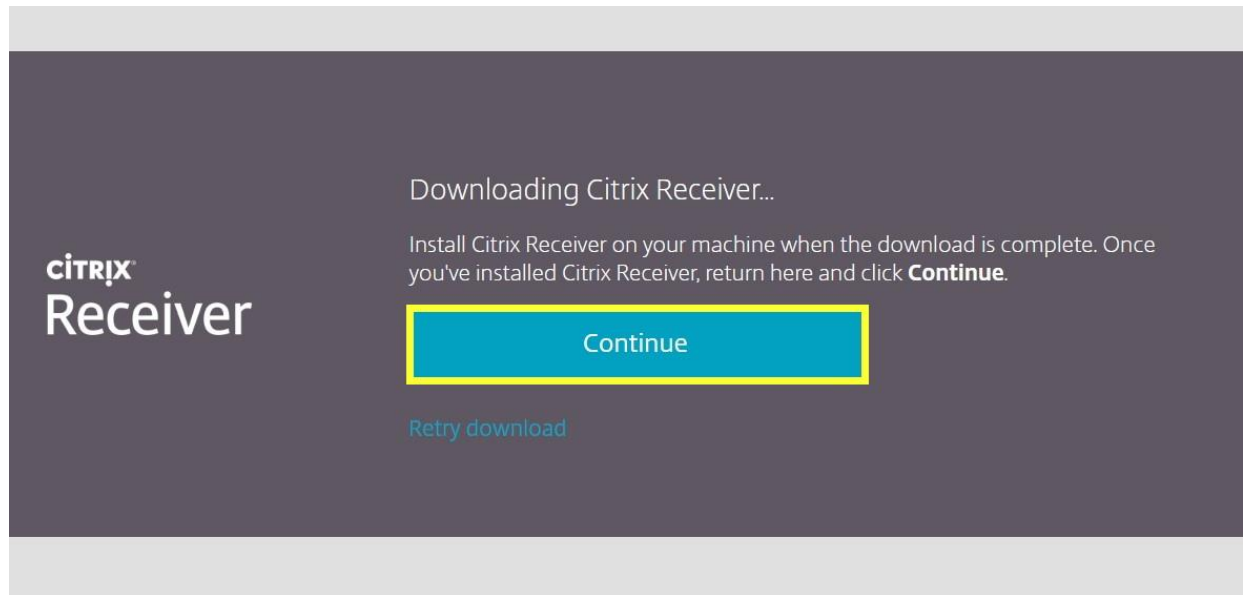 Downloading Citrix Receiver...
Install Citrix Receiver on your machine when the download is complete. Once
you've installed Citrix Receiver, return here and click Continue.
CITRIX
Receiver
Continue
Retry download